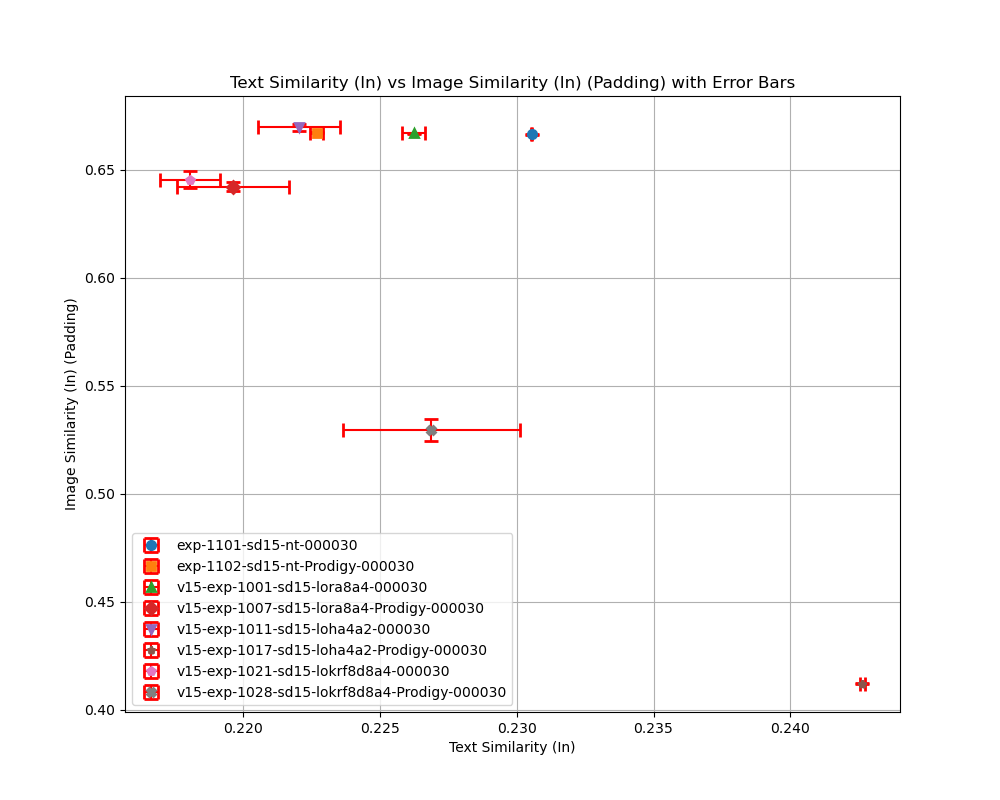 Text Similarity (In) vs Image Similarity (In) (Padding) with Error Bars
Image Similarity (In) (Padding)
0.65
0.60
0.55
0.50
0.45
0.40
exp-1101-sd15-nt-000030
exp-1102-sd15-nt-Prodigy-000030
v15-exp-1001-sd15-lora8a4-000030
v15-exp-1007-sd15-lora8a4-Prodigy-000030
v15-exp-1011-sd15-loha4a2-000030
v15-exp-1017-sd15-loha4a2-Prodigy-000030
v15-exp-1021-sd15-lokrf8d8a4-000030
v15-exp-1028-sd15-lokrf8d8a4-Prodigy-000030
0.220 0.225 0.230 0.235 0.240
Text Similarity (In)